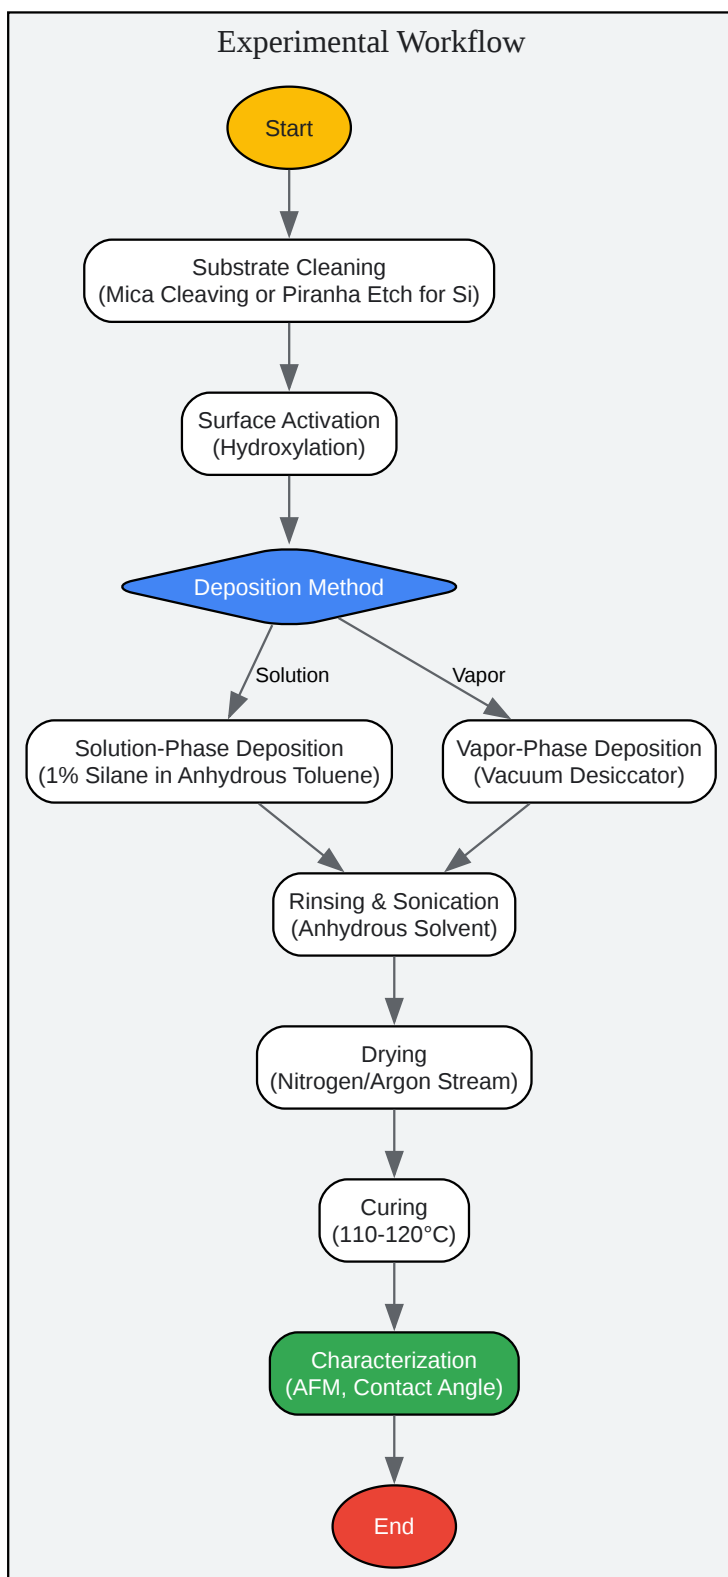 Experimental Workflow
Start
Substrate Cleaning
(Mica Cleaving or Piranha Etch for Si)
Surface Activation
(Hydroxylation)
Deposition Method
Solution
Vapor
Solution-Phase Deposition
(1% Silane in Anhydrous Toluene)
Vapor-Phase Deposition
(Vacuum Desiccator)
Rinsing & Sonication
(Anhydrous Solvent)
Drying
(Nitrogen/Argon Stream)
Curing
(110-120°C)
Characterization
(AFM, Contact Angle)
End